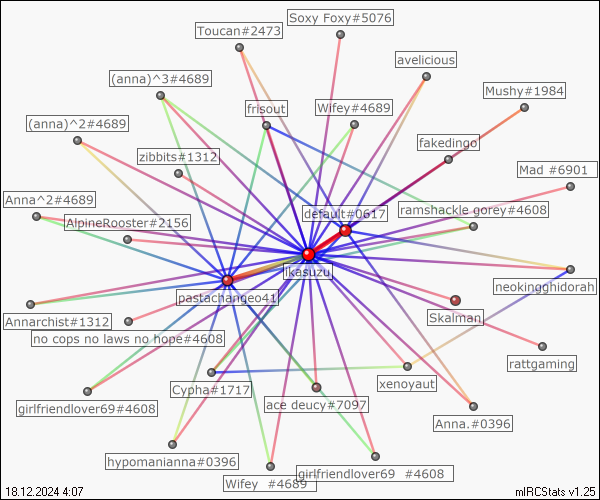 Soxy Foxy#5076
Toucan#2473
avelicious
(anna)^3#4689
Mushy#1984
frisout
Wifey#4689
(anna)^2#4689
fakedingo
zibbits#1312
Mad #6901
Anna^2#4689
default#0617
ramshackle gorey#4608
AlpineRooster#2156
ikasuzu
neokingghidorah
pastachangeo41
Annarchist#1312
Skalman
no cops no laws no hope#4608
rattgaming
Cypha#1717
xenoyaut
girlfriendlover69#4608
ace deucy#7097
Anna.#0396
hypomanianna#0396
girlfriendlover69 #4608
Wifey #4689
18.12.2024 4:07
mIRCStats v1.25